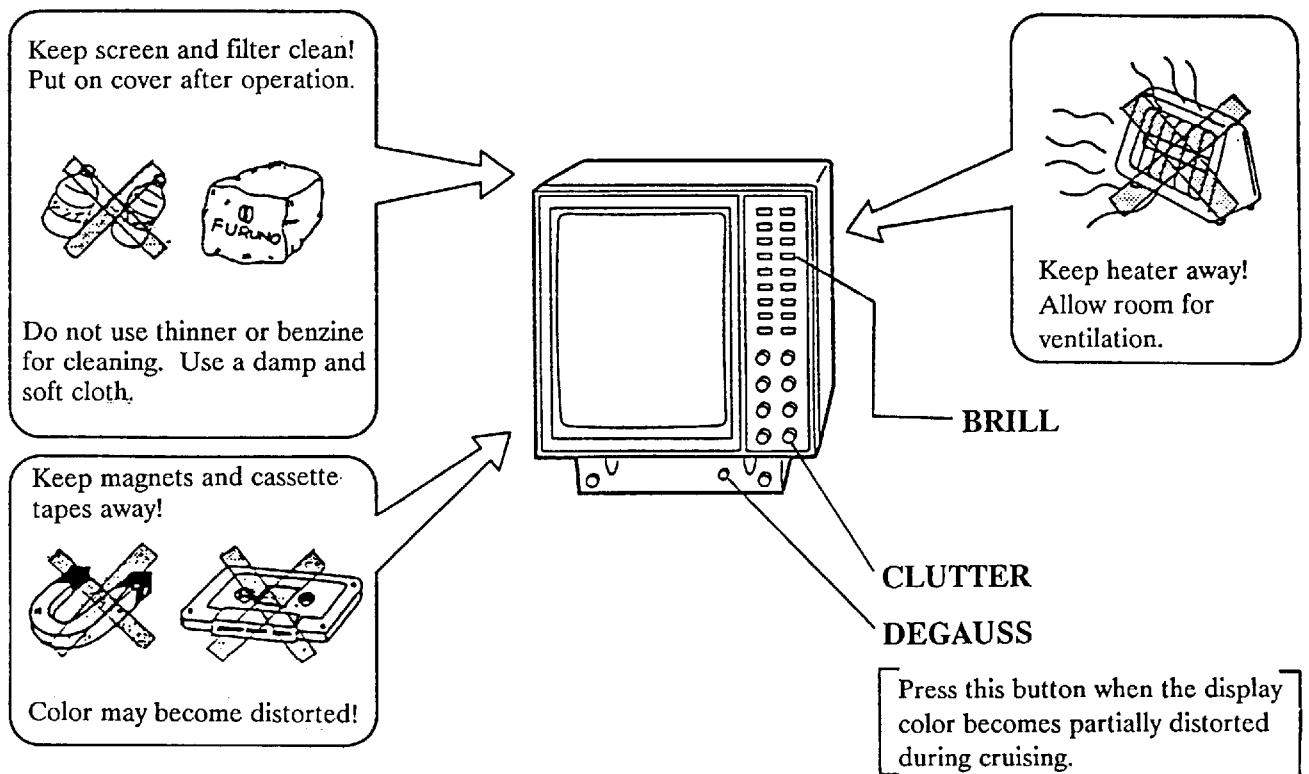 Keep screen and filter clean!
Put on cover after operation.
FURUNO
Do not use thinner or benzine
for cleaning. Use a damp and
soft cloth.
Keep magnets and cassette
tapes away!
Color may become distorted!
Keep heater away!
Allow room for
ventilation.
BRILL
CLUTTER
DEGAUSS
Press this button when the display
color becomes partially distorted
during cruising.